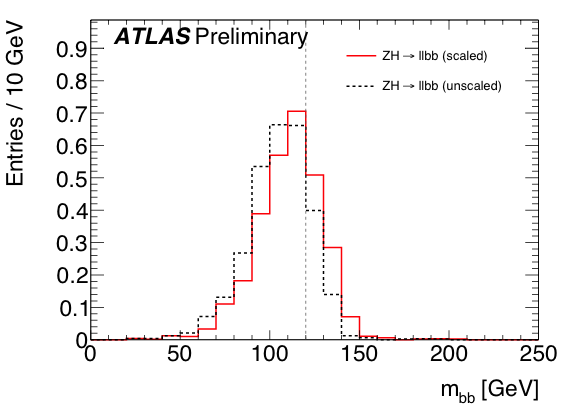 ATLAS Preliminary
ZH → llbb (scaled)
ZH → llbb (unscaled)
Entries / 10 GeV
0.9
0.8
0.7
0.6
0.5
0.4
0.3
0.2
0.1
0
0 50 100 150 200 250
m_bb [GeV]